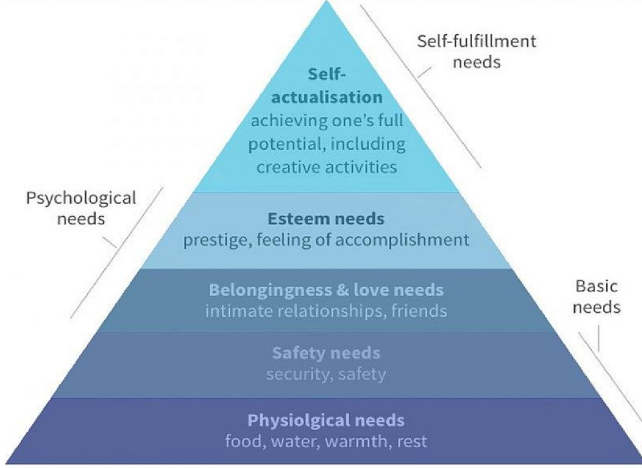 Self-fulfillment
needs
Self-
actualisation
achieving one's full
potential, including
creative activities
Psychological
needs
Esteem needs
prestige, feeling of accomplishment
Belongingness & love needs
intimate relationships, friends
Basic
needs
Safety needs
security, safety
Physiolgical needs
food, water, warmth, rest